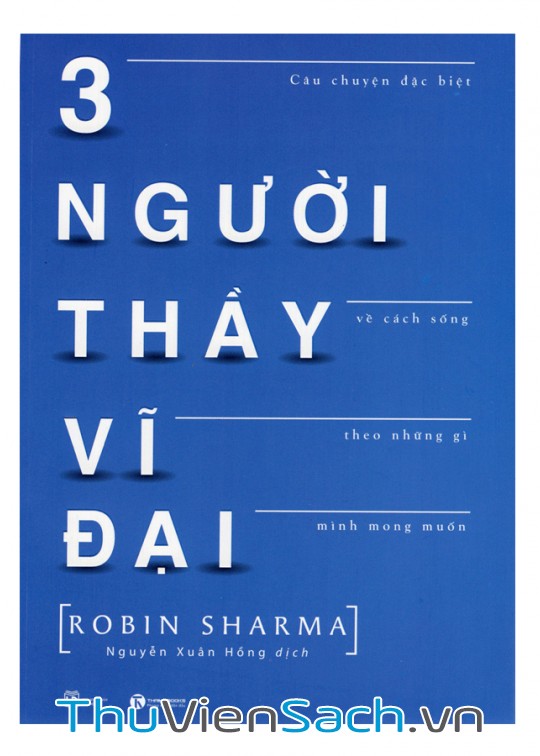 3
Câu chuyện đặc biệt
NGƯỜI
THẦY
về cách sống
VĨ
theo những gì
ĐẠI
mình mong muốn
[ROBIN SHARMA]
Nguyễn Xuân Hồng dịch
ThuVienSach.vn